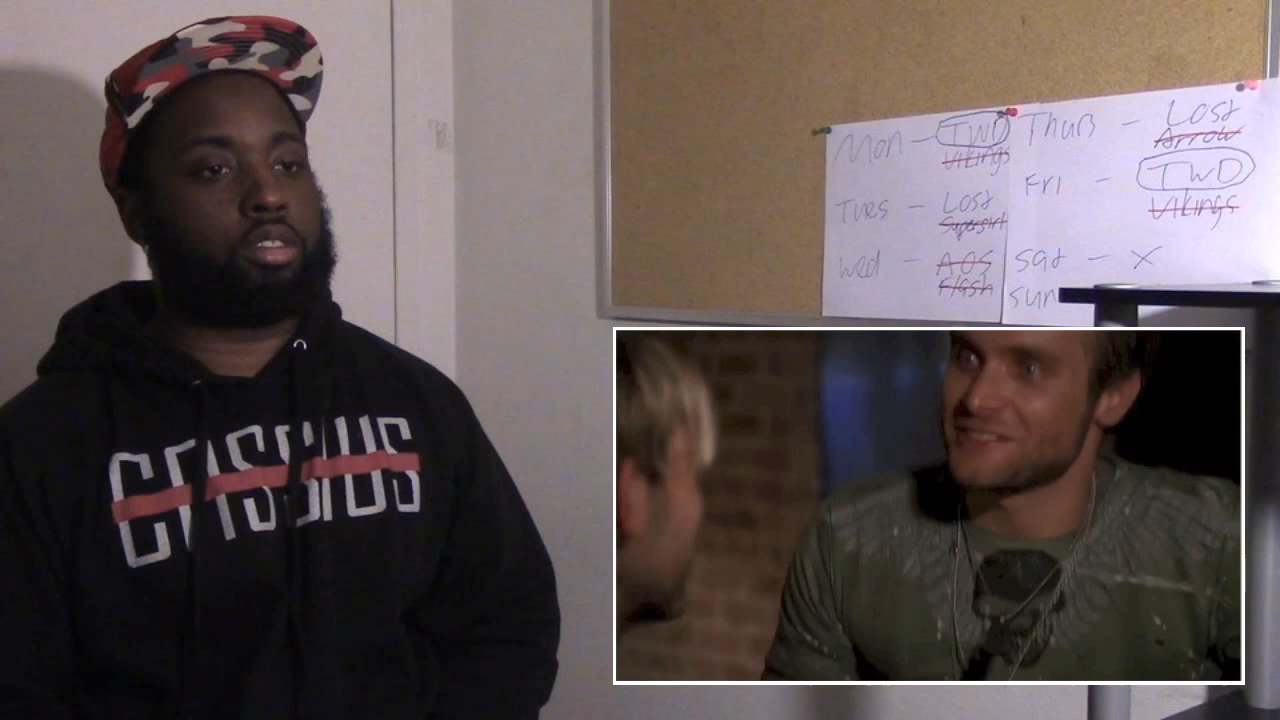 CASSIUS
Mon - TWD
Vikings
Tues - Lost
Supergirl
Wed - AOS
Flash
Thurs - Lost
Arrow
Fri - TWD
Vikings
Sat - X
Sun